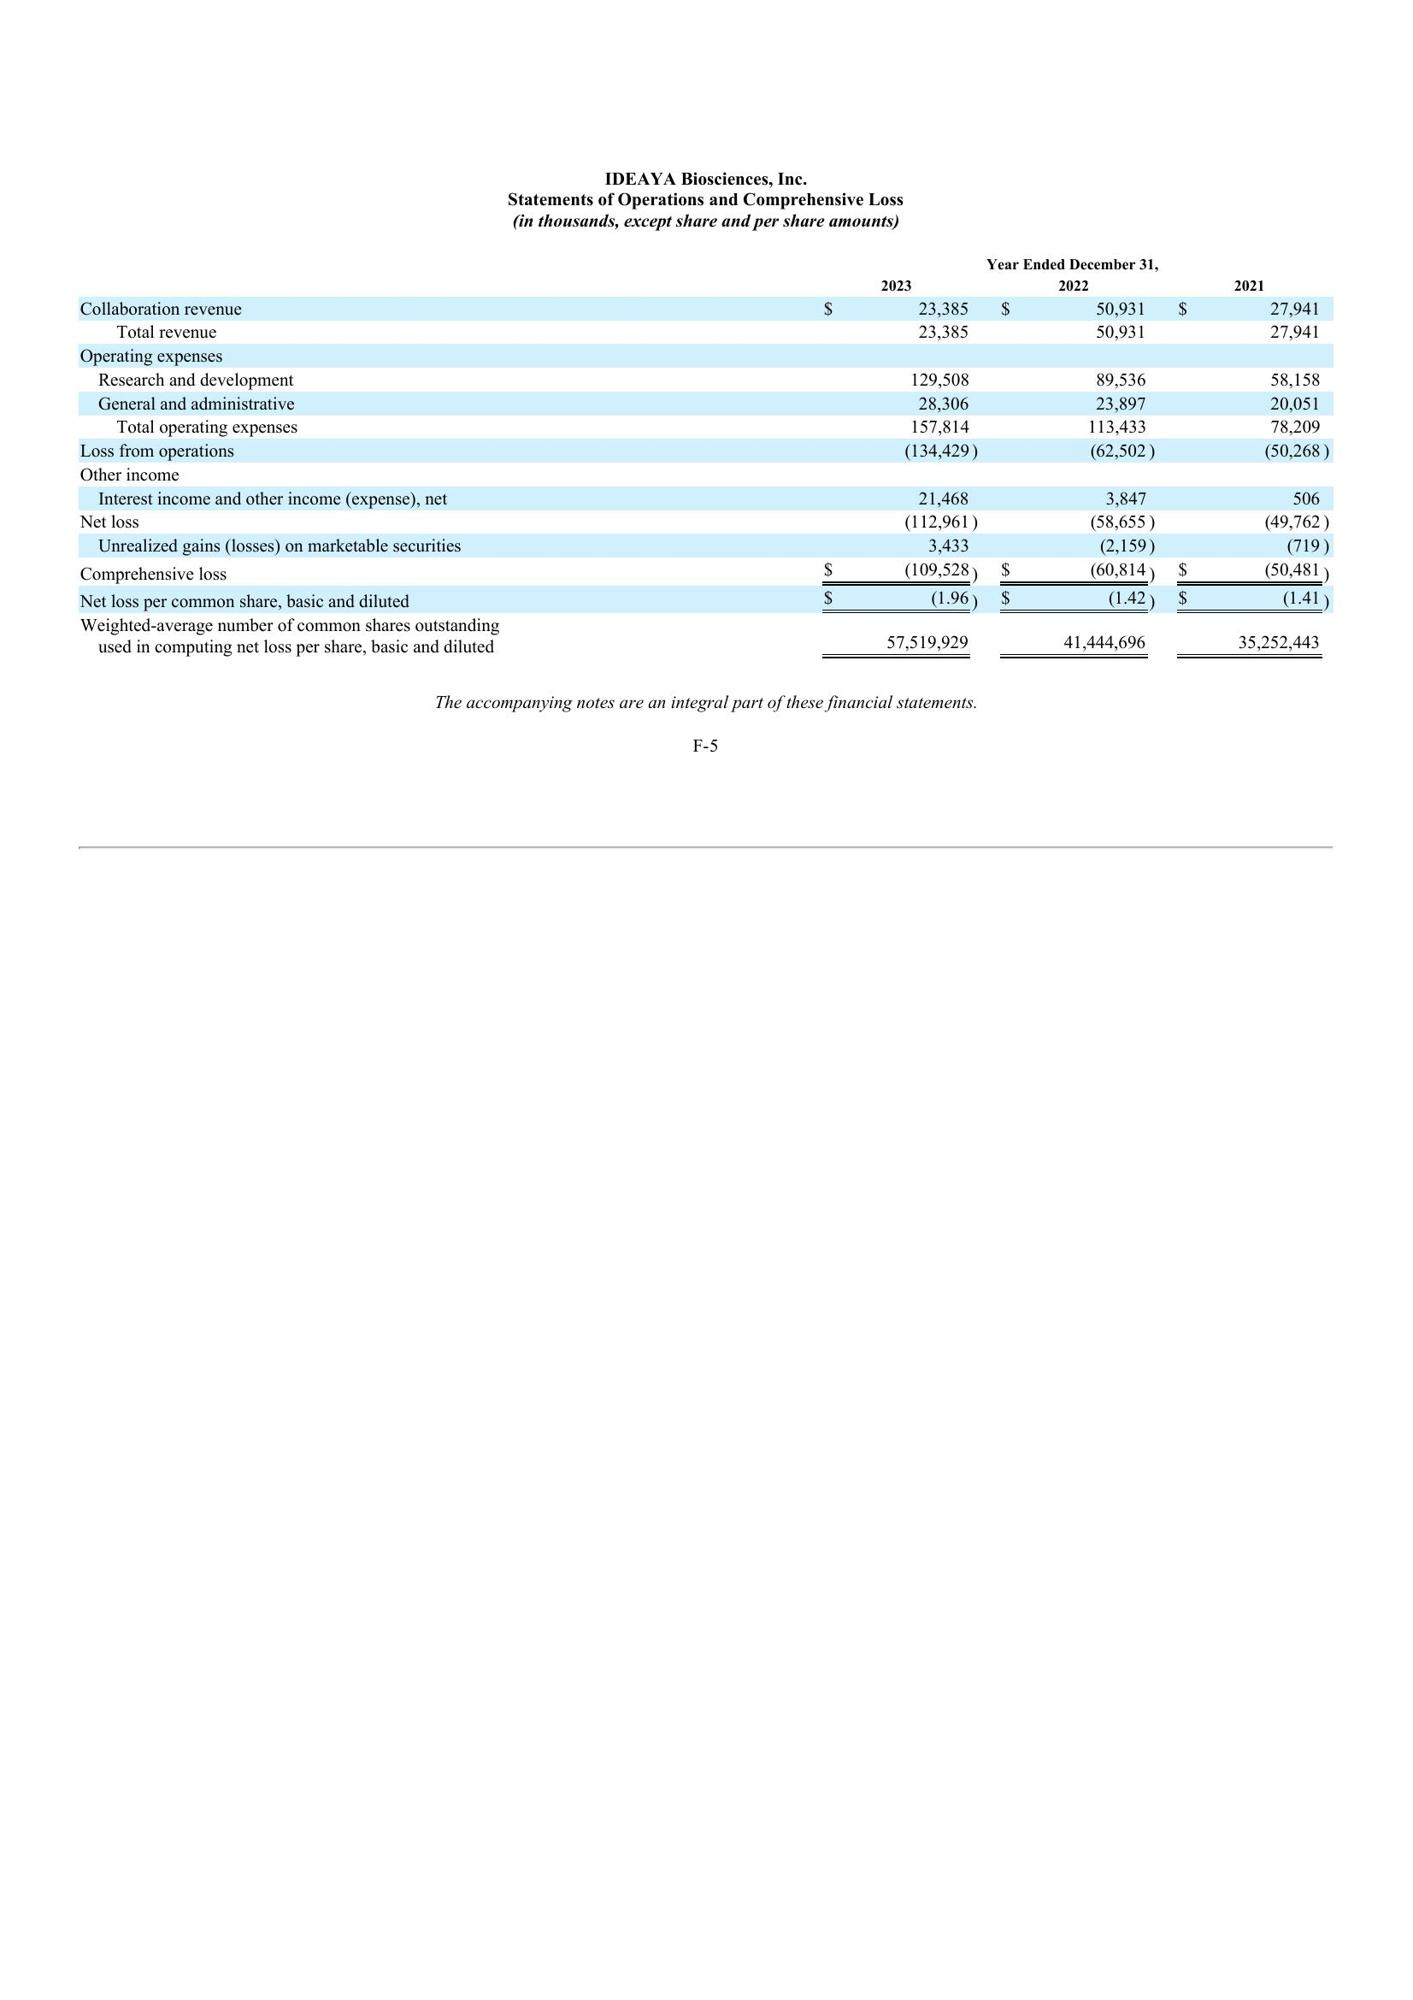 IDEAYA Biosciences, Inc.
Statements of Operations and Comprehensive Loss
(in thousands, except share and per share amounts)
Year Ended December 31,
2023 2022 2021
Collaboration revenue $ 23,385 $ 50,931 $ 27,941
Total revenue 23,385 50,931 27,941
Operating expenses
Research and development 129,508 89,536 58,158
General and administrative 28,306 23,897 20,051
Total operating expenses 157,814 113,433 78,209
Loss from operations (134,429 ) (62,502 ) (50,268 )
Other income
Interest income and other income (expense), net 21,468 3,847 506
Net loss (112,961 ) (58,655 ) (49,762 )
Unrealized gains (losses) on marketable securities 3,433 (2,159 ) (719 )
Comprehensive loss $ (109,528 ) $ (60,814 ) $ (50,481 )
Net loss per common share, basic and diluted $ (1.96 ) $ (1.42 ) $ (1.41 )
Weighted-average number of common shares outstanding
used in computing net loss per share, basic and diluted 57,519,929 41,444,696 35,252,443
The accompanying notes are an integral part of these financial statements.
F-5